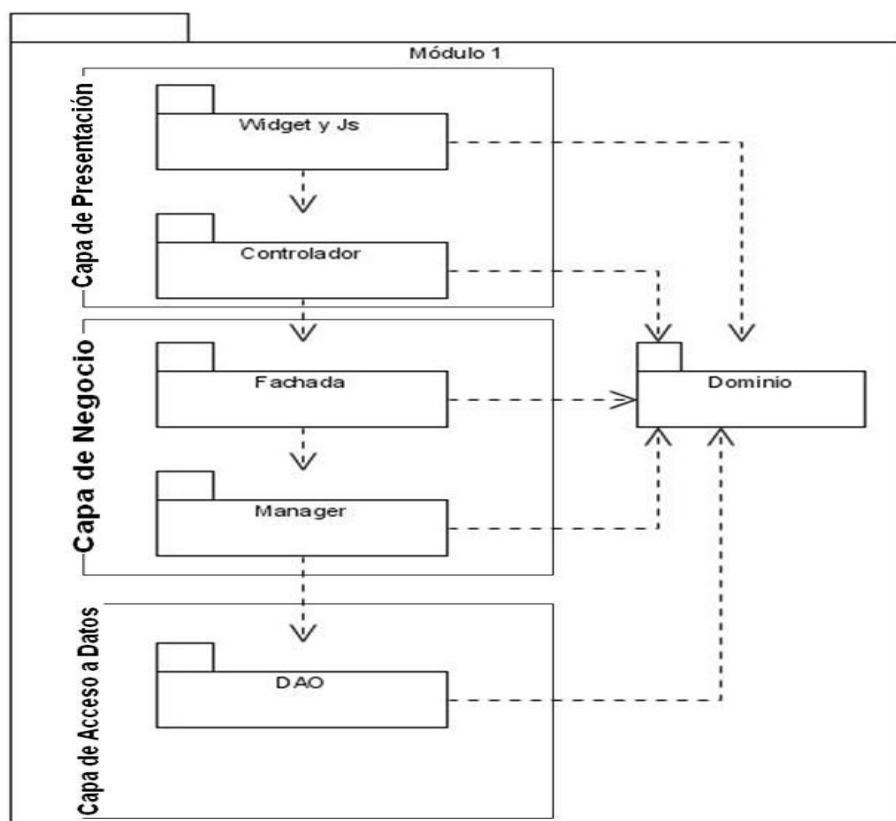 Módulo 1
Capa de Presentación
Widget y Js
Controlador
Capa de Negocio
Fachada
Manager
Dominio
Capa de Acceso a Datos
DAO